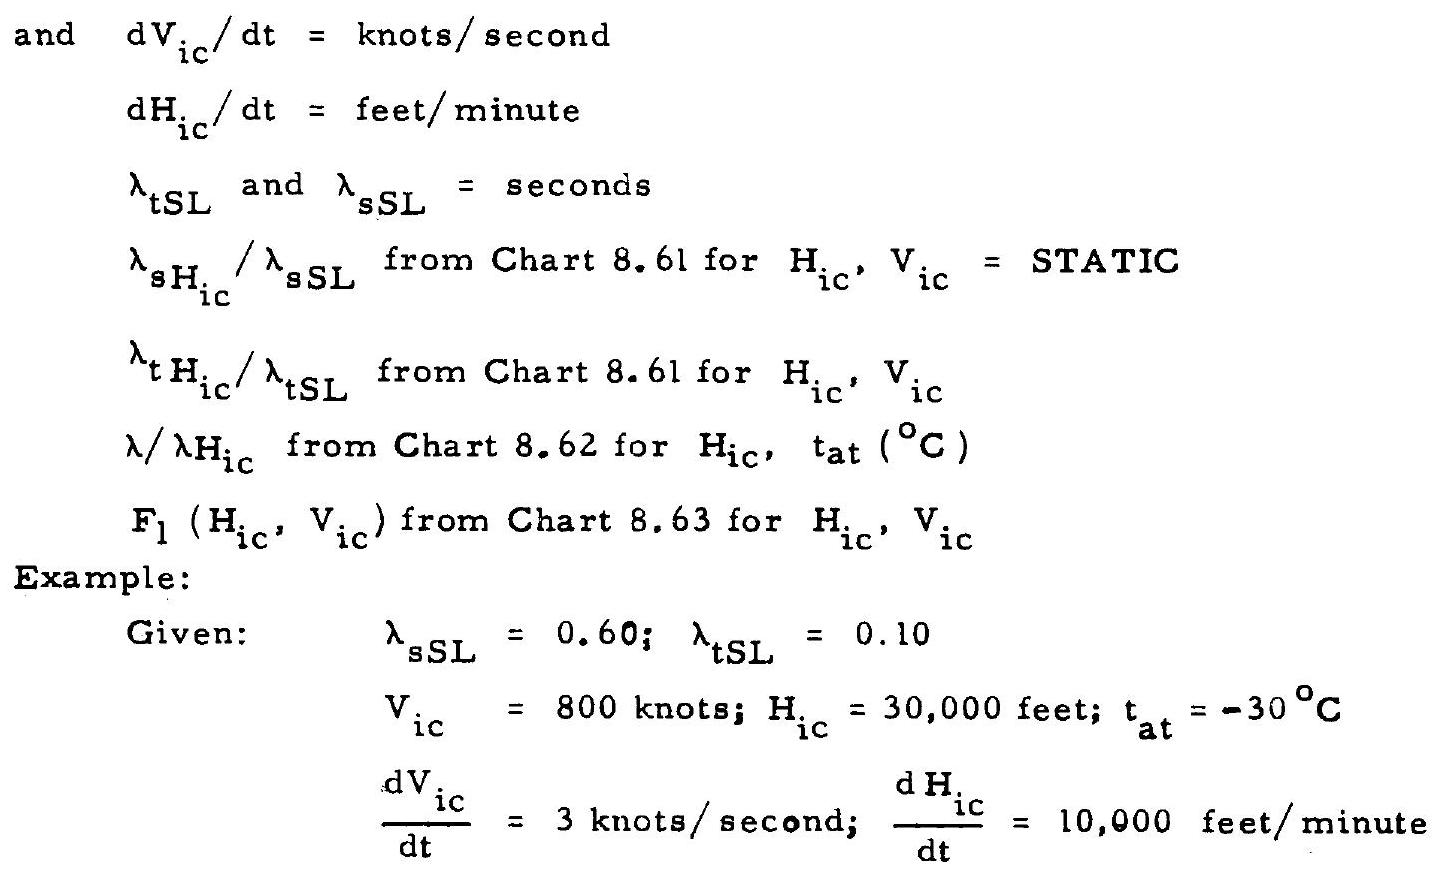 and dV_ic/dt = knots/second
dH_ic/dt = feet/minute
λ_tSL and λ_sSL = seconds
λ_sH_ic/λ_sSL from Chart 8.61 for H_ic, V_ic = STATIC
λ_tH_ic/λ_tSL from Chart 8.61 for H_ic, V_ic
λ/λH_ic from Chart 8.62 for H_ic, t_at (°C)
F_1 (H_ic, V_ic) from Chart 8.63 for H_ic, V_ic
Example:
Given: λ_sSL = 0.60; λ_tSL = 0.10
V_ic = 800 knots; H_ic = 30,000 feet; t_at = -30 °C
dV_ic/dt = 3 knots/second; dH_ic/dt = 10,000 feet/minute